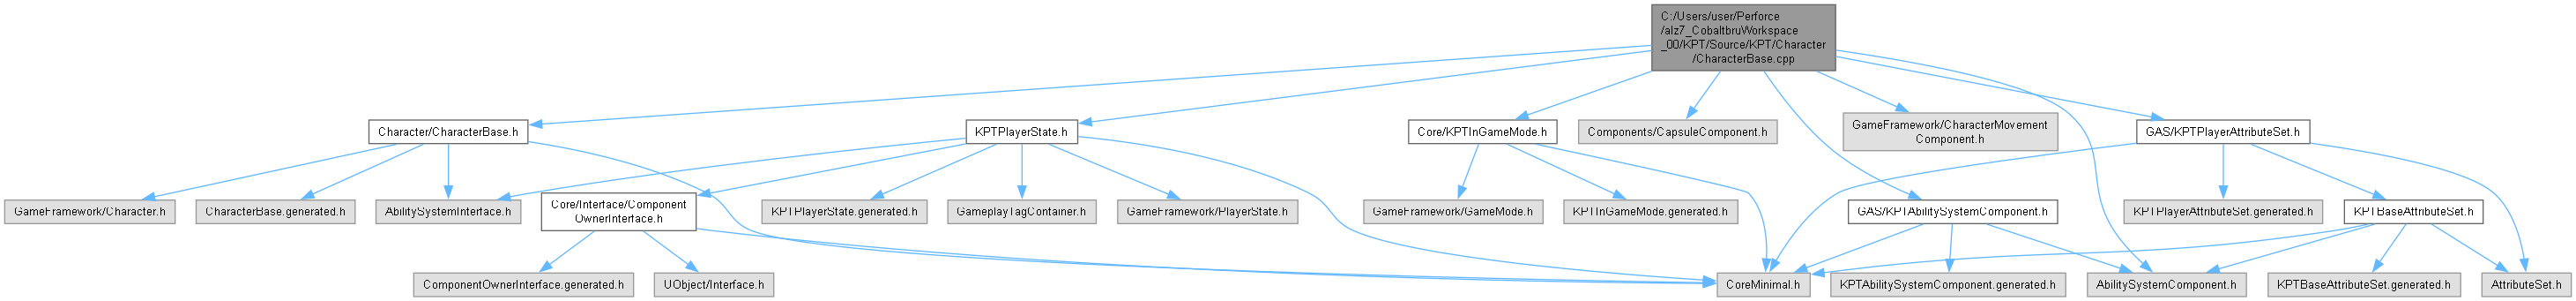 C:/Users/user/Perforce
/alz7_CobaltbruWorkspace
_00/KPT/Source/KPT/Character
/CharacterBase.cpp
Character/CharacterBase.h
KPTPlayerState.h
Core/KPTInGameMode.h
Components/CapsuleComponent.h
GameFramework/CharacterMovement
Component.h
GAS/KPTPlayerAttributeSet.h
GameFramework/Character.h
CharacterBase.generated.h
AbilitySystemInterface.h
Core/Interface/Component
OwnerInterface.h
KPTPlayerState.generated.h
GameplayTagContainer.h
GameFramework/PlayerState.h
GameFramework/GameMode.h
KPTInGameMode.generated.h
GAS/KPTAbilitySystemComponent.h
KPTPlayerAttributeSet.generated.h
KPTBaseAttributeSet.h
ComponentOwnerInterface.generated.h
UObject/Interface.h
CoreMinimal.h
KPTAbilitySystemComponent.generated.h
AbilitySystemComponent.h
KPTBaseAttributeSet.generated.h
AttributeSet.h